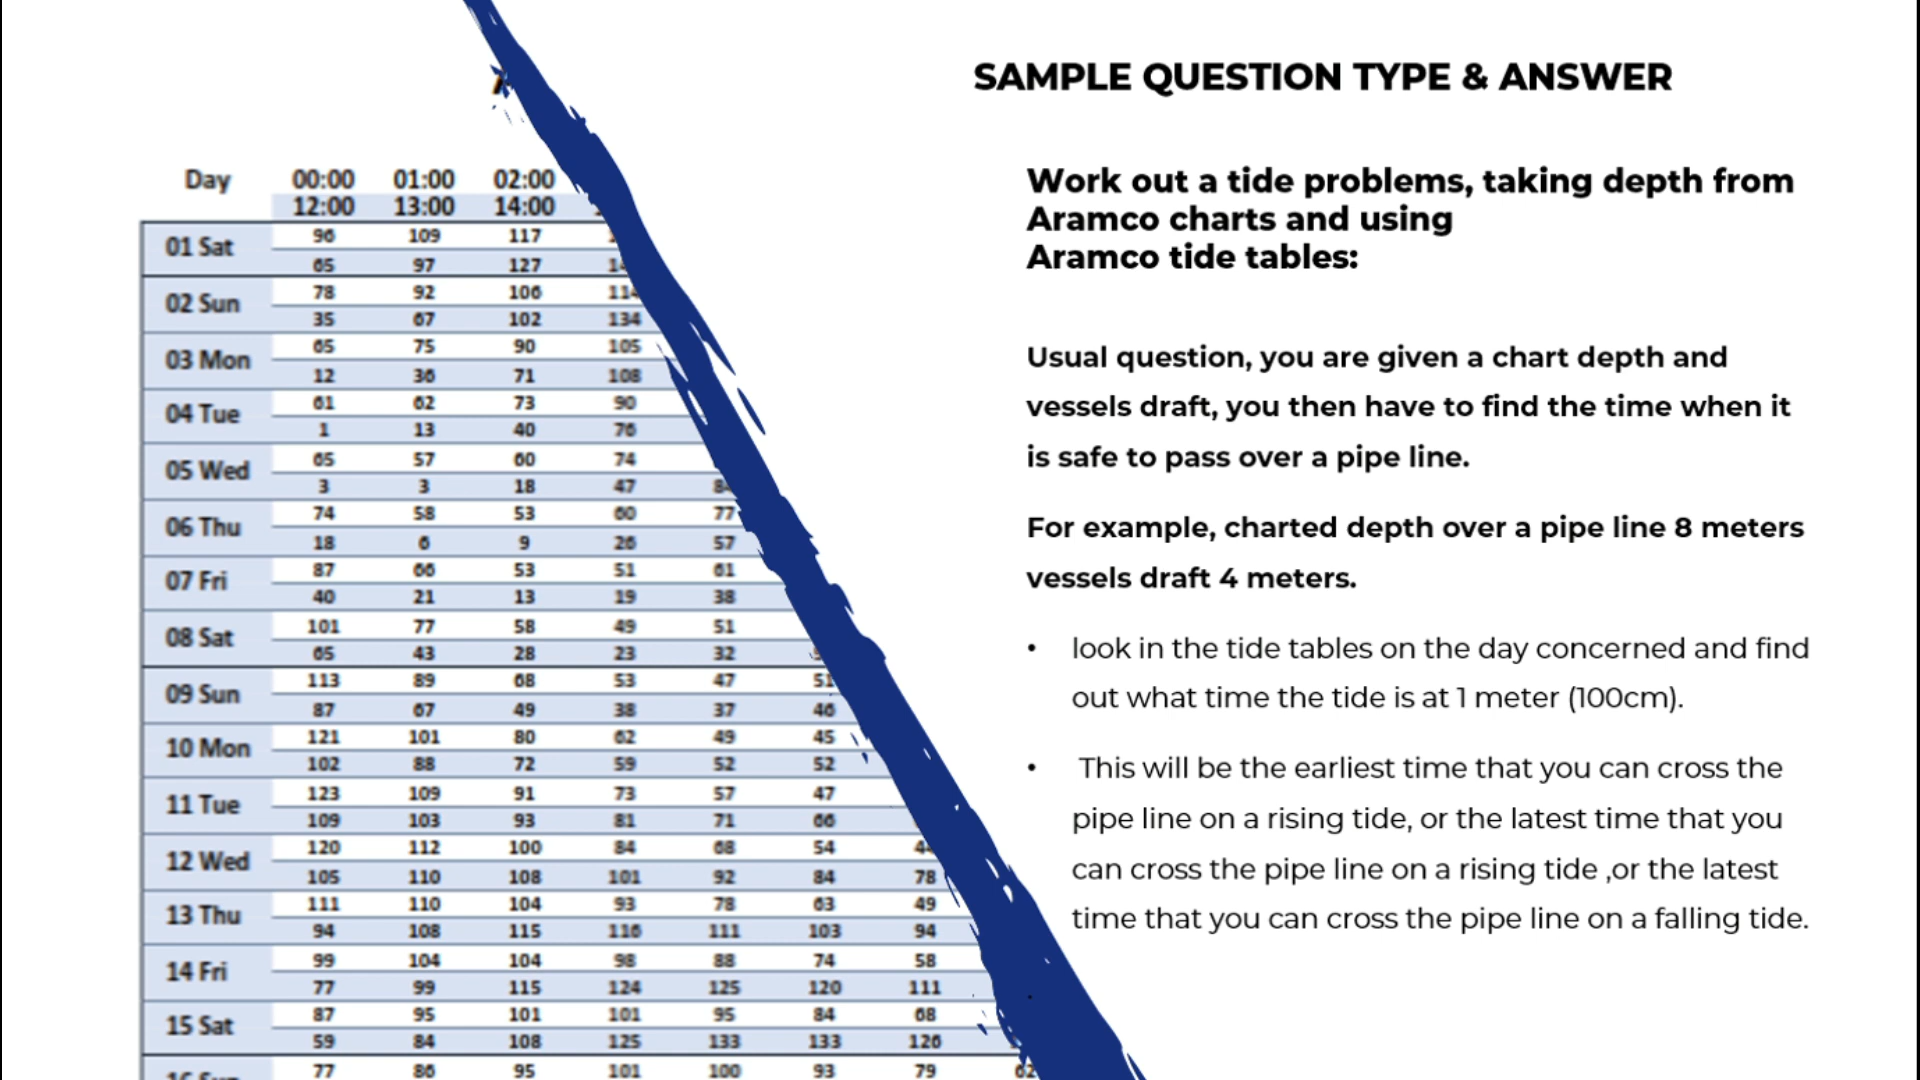 SAMPLE QUESTION TYPE & ANSWER
Day 00:00 01:00 02:00
12:00 13:00 14:00
01 Sat 96 109 117
65 97 127
02 Sun 78 92 106 114
35 67 102 134
03 Mon 65 75 90 105
12 36 71 108
04 Tue 61 62 73 90
1 13 40 76
05 Wed 65 57 60 74
3 3 18 47
06 Thu 74 58 53 60 77
18 6 9 26 57
07 Fri 87 66 53 51 61
40 21 13 19 38
08 Sat 101 77 58 49 51
65 43 28 23 32
09 Sun 113 89 68 53 47 51
87 67 49 38 37 46
10 Mon 121 101 80 62 49 45
102 88 72 59 52 52
11 Tue 123 109 91 73 57 47
109 103 93 81 71 66
12 Wed 120 112 100 84 68 54
105 110 108 101 92 84 78
13 Thu 111 110 104 93 78 63 49
94 108 115 116 111 103 94
14 Fri 99 104 104 98 88 74 58
77 99 115 124 125 120 111
15 Sat 87 95 101 101 95 84 68
59 84 108 125 133 133 126
77 86 95 101 100 93 79 62
Work out a tide problems, taking depth from
Aramco charts and using
Aramco tide tables:
Usual question, you are given a chart depth and
vessels draft, you then have to find the time when it
is safe to pass over a pipe line.
For example, charted depth over a pipe line 8 meters
vessels draft 4 meters.
• look in the tide tables on the day concerned and find
out what time the tide is at 1 meter (100cm).
• This will be the earliest time that you can cross the
pipe line on a rising tide, or the latest time that you
can cross the pipe line on a rising tide ,or the latest
time that you can cross the pipe line on a falling tide.